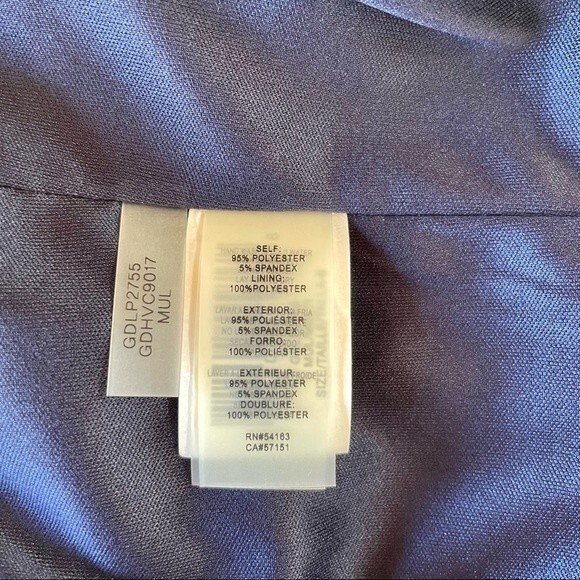 GDLP2755
GDHVC9017
MUL
SELF:
95% POLYESTER
5% SPANDEX
LINING:
100%POLYESTER
EXTERIOR:
95% POLIÉSTER
5% SPANDEX
FORRO:
100% POLIÉSTER
EXTÉRIEUR:
95% POLYESTER
5% SPANDEX
DOUBLURE:
100% POLYESTER
RN#54163
CA#57151